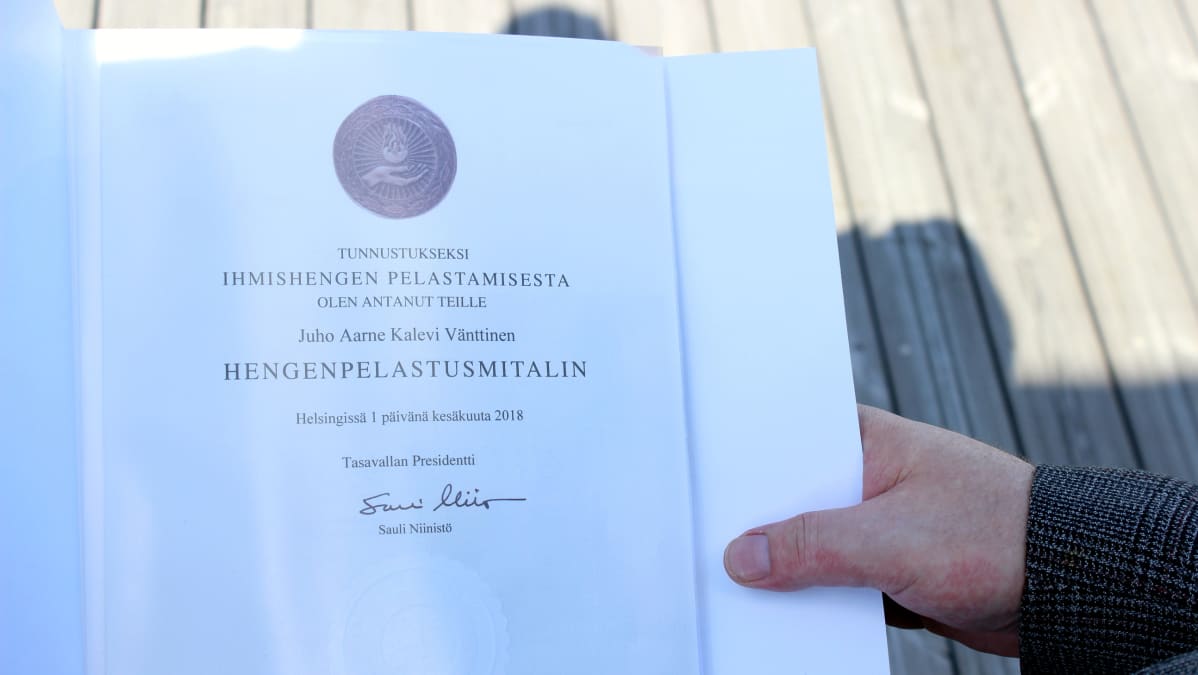 TUNNUSTUKSEKSI
IHMISHENGEN PELASTAMISESTA
OLEN ANTANUT TEILLE
Juho Aarne Kalevi Vänttinen
HENGENPELASTUSMITALIN
Helsingissä 1 päivänä kesäkuuta 2018
Tasavallan Presidentti
Sauli Niinistö